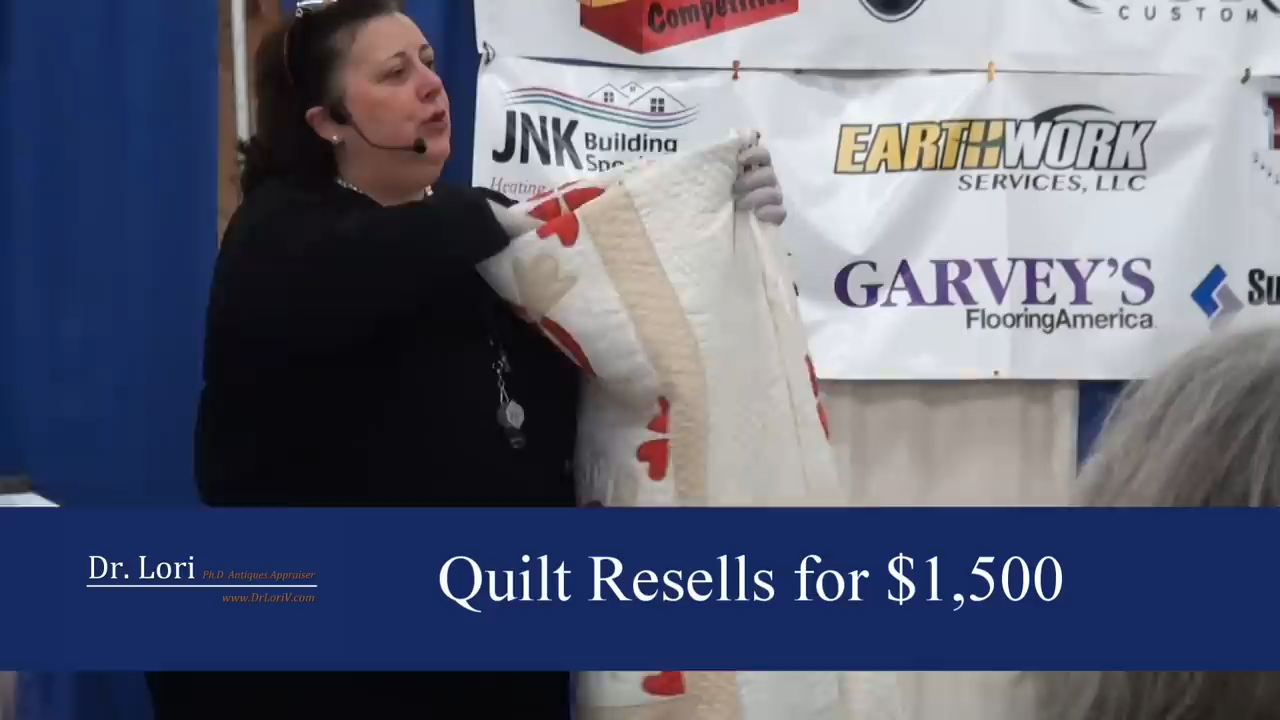 CUSTOM
JNK Building
Heating
EARTHWORK
SERVICES, LLC
GARVEY'S
FlooringAmerica
Dr. Lori Ph.D. Antiques Appraiser
www.DrLoriV.com
Quilt Resells for $1,500